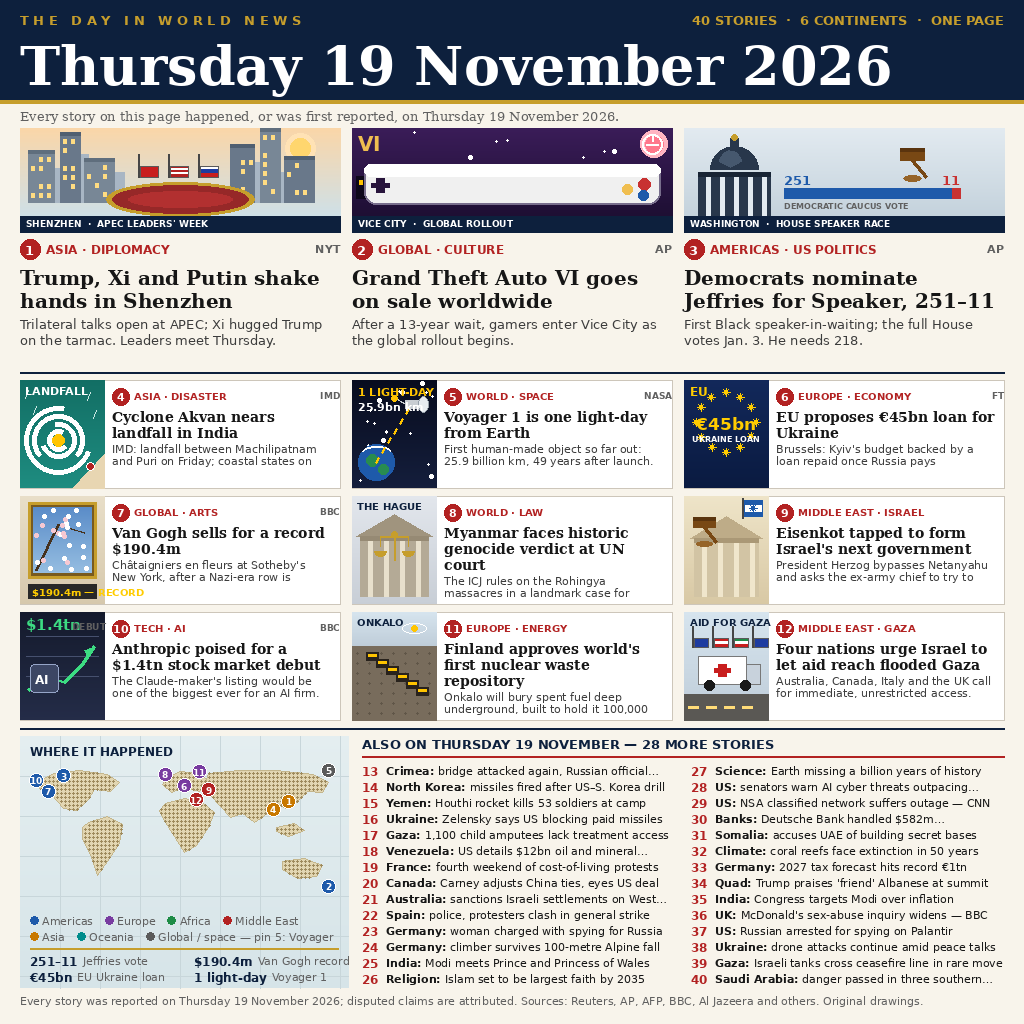 THE DAY IN WORLD NEWS
40 STORIES · 6 CONTINENTS · ONE PAGE
Thursday 19 November 2026
Every story on this page happened, or was first reported, on Thursday 19 November 2026.
SHENZHEN · APEC LEADERS' WEEK
1 ASIA · DIPLOMACY NYT
Trump, Xi and Putin shake
hands in Shenzhen
Trilateral talks open at APEC; Xi hugged Trump
on the tarmac. Leaders meet Thursday.
VI
VICE CITY · GLOBAL ROLLOUT
2 GLOBAL · CULTURE AP
Grand Theft Auto VI goes
on sale worldwide
After a 13-year wait, gamers enter Vice City as
the global rollout begins.
251 11
DEMOCRATIC CAUCUS VOTE
WASHINGTON · HOUSE SPEAKER RACE
3 AMERICAS · US POLITICS AP
Democrats nominate
Jeffries for Speaker, 251–11
First Black speaker-in-waiting; the full House
votes Jan. 3. He needs 218.
LANDFALL
4 ASIA · DISASTER IMD
Cyclone Akvan nears
landfall in India
IMD: landfall between Machilipatnam
and Puri on Friday; coastal states on
1 LIGHT-DAY
25.9bn km
5 WORLD · SPACE NASA
Voyager 1 is one light-day
from Earth
First human-made object so far out:
25.9 billion km, 49 years after launch.
EU
€45bn
UKRAINE LOAN
6 EUROPE · ECONOMY FT
EU proposes €45bn loan for
Ukraine
Brussels: Kyiv's budget backed by a
loan repaid once Russia pays
$190.4m — RECORD
7 GLOBAL · ARTS BBC
Van Gogh sells for a record
$190.4m
Châtaigniers en fleurs at Sotheby's
New York, after a Nazi-era row is
THE HAGUE
8 WORLD · LAW
Myanmar faces historic
genocide verdict at UN
court
The ICJ rules on the Rohingya
massacres in a landmark case for
9 MIDDLE EAST · ISRAEL
Eisenkot tapped to form
Israel's next government
President Herzog bypasses Netanyahu
and asks the ex-army chief to try to
$1.4tn DEBUT
AI
10 TECH · AI BBC
Anthropic poised for a
$1.4tn stock market debut
The Claude-maker's listing would be
one of the biggest ever for an AI firm.
ONKALO
11 EUROPE · ENERGY
Finland approves world's
first nuclear waste
repository
Onkalo will bury spent fuel deep
underground, built to hold it 100,000
AID FOR GAZA
12 MIDDLE EAST · GAZA
Four nations urge Israel to
let aid reach flooded Gaza
Australia, Canada, Italy and the UK call
for immediate, unrestricted access.
WHERE IT HAPPENED
10 3 7 8 11 6 9 12 5 1 4 2
Americas Europe Africa Middle East
Asia Oceania Global / space — pin 5: Voyager
251–11 Jeffries vote $190.4m Van Gogh record
€45bn EU Ukraine loan 1 light-day Voyager 1
ALSO ON THURSDAY 19 NOVEMBER — 28 MORE STORIES
13 Crimea: bridge attacked again, Russian official…
14 North Korea: missiles fired after US–S. Korea drill
15 Yemen: Houthi rocket kills 53 soldiers at camp
16 Ukraine: Zelensky says US blocking paid missiles
17 Gaza: 1,100 child amputees lack treatment access
18 Venezuela: US details $12bn oil and mineral…
19 France: fourth weekend of cost-of-living protests
20 Canada: Carney adjusts China ties, eyes US deal
21 Australia: sanctions Israeli settlements on West…
22 Spain: police, protesters clash in general strike
23 Germany: woman charged with spying for Russia
24 Germany: climber survives 100-metre Alpine fall
25 India: Modi meets Prince and Princess of Wales
26 Religion: Islam set to be largest faith by 2035
27 Science: Earth missing a billion years of history
28 US: senators warn AI cyber threats outpacing…
29 US: NSA classified network suffers outage — CNN
30 Banks: Deutsche Bank handled $582m…
31 Somalia: accuses UAE of building secret bases
32 Climate: coral reefs face extinction in 50 years
33 Germany: 2027 tax forecast hits record €1tn
34 Quad: Trump praises 'friend' Albanese at summit
35 India: Congress targets Modi over inflation
36 UK: McDonald's sex-abuse inquiry widens — BBC
37 US: Russian arrested for spying on Palantir
38 Ukraine: drone attacks continue amid peace talks
39 Gaza: Israeli tanks cross ceasefire line in rare move
40 Saudi Arabia: danger passed in three southern…
Every story was reported on Thursday 19 November 2026; disputed claims are attributed. Sources: Reuters, AP, AFP, BBC, Al Jazeera and others. Original drawings.